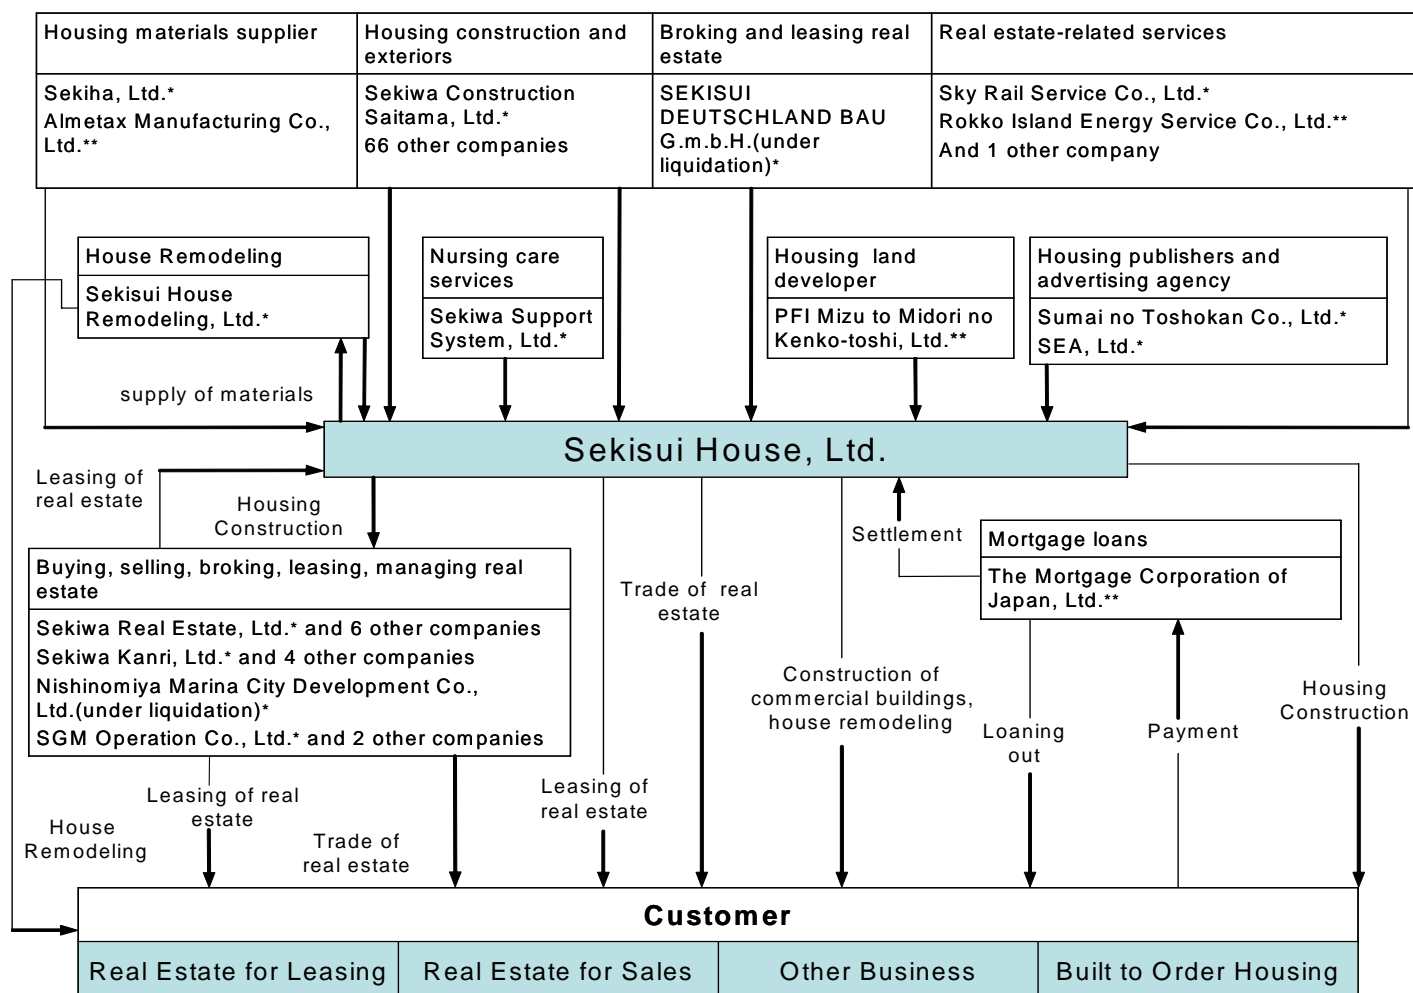 Housing materials supplier
Sekiha, Ltd.*
Almetax Manufacturing Co.,
Ltd.**
Housing construction and
exteriors
Sekiwa Construction
Saitama, Ltd.*
66 other companies
Broking and leasing real
estate
SEKISUI
DEUTSCHLAND BAU
G.m.b.H.(under
liquidation)*
Real estate-related services
Sky Rail Service Co., Ltd.*
Rokko Island Energy Service Co., Ltd.**
And 1 other company
House Remodeling
Sekisui House
Remodeling, Ltd.*
Nursing care
services
Sekiwa Support
System, Ltd.*
Housing land
developer
PFI Mizu to Midori no
Kenko-toshi, Ltd.**
Housing publishers and
advertising agency
Sumai no Toshokan Co., Ltd.*
SEA, Ltd.*
supply of materials
Sekisui House, Ltd.
Leasing of
real estate
Housing
Construction
Settlement
Mortgage loans
The Mortgage Corporation of
Japan, Ltd.**
Buying, selling, broking, leasing, managing real
estate
Sekiwa Real Estate, Ltd.* and 6 other companies
Sekiwa Kanri, Ltd.* and 4 other companies
Nishinomiya Marina City Development Co.,
Ltd.(under liquidation)*
SGM Operation Co., Ltd.* and 2 other companies
Trade of real
estate
Construction of
commercial buildings,
house remodeling
Loaning
out
Payment
Housing
Construction
Leasing of real
estate
Leasing of
real estate
House
Remodeling
Trade of
real estate
Customer
Real Estate for Leasing
Real Estate for Sales
Other Business
Built to Order Housing